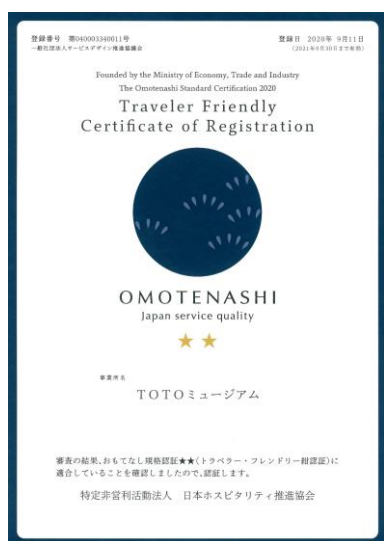 登録番号 第040003340011号
登録日 2020年 9月11日
一般社団法人サービスデザイン推進協議会
(2021年9月30日まで有効)
Founded by the Ministry of Economy, Trade and Industry
The Omotenashi Standard Certification 2020
Traveler Friendly
Certificate of Registration
OMOTENASHI
Japan service quality
★ ★
事業所名
TOTOミュージアム
審査の結果、おもてなし規格認証★★(トラベラー・フレンドリー紺認証)に
適合していることを確認しましたので、認証します。
特定非営利活動法人 日本ホスピタリティ推進協会